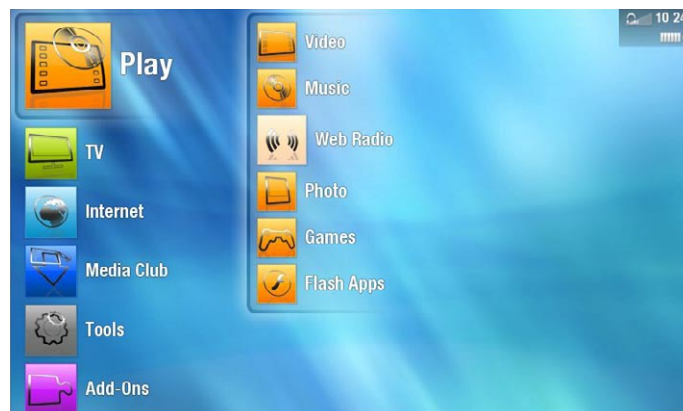 Play
TV
Internet
Media Club
Tools
Add-Ons
Video
Music
Web Radio
Photo
Games
Flash Apps
10 24